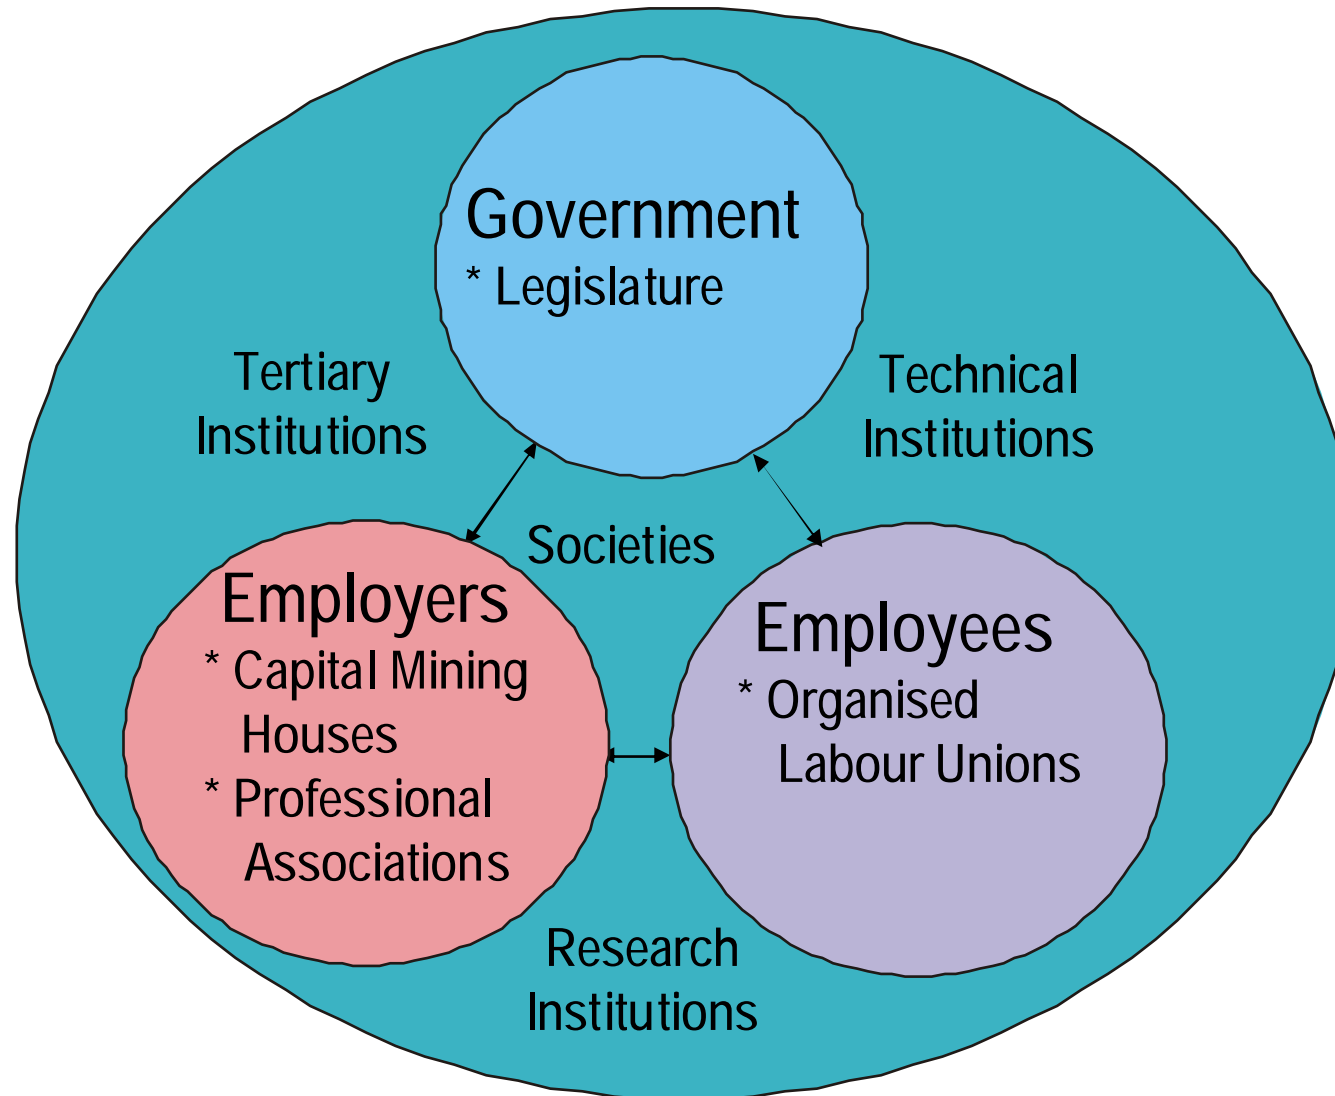 Government
* Legislature
Tertiary
Institutions
Technical
Institutions
Societies
Employers
* Capital Mining
Houses
* Professional
Associations
Employees
* Organised
Labour Unions
Research
Institutions